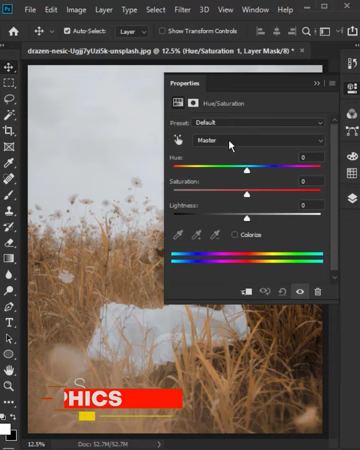 Ps File Edit Image Layer Type Select Filter 3D View Window Help
Auto-Select: Layer Show Transform Controls
drazen-nesic-Ugjj7yUzi5k-unsplash.jpg @ 12.5% (Hue/Saturation 1, Layer Mask/8) *
Properties
Hue/Saturation
Preset: Default
Master
Hue: 0
Saturation: 0
Lightness: 0
Colorize
PHICS
12.5% Doc: 52.7M/52.7M